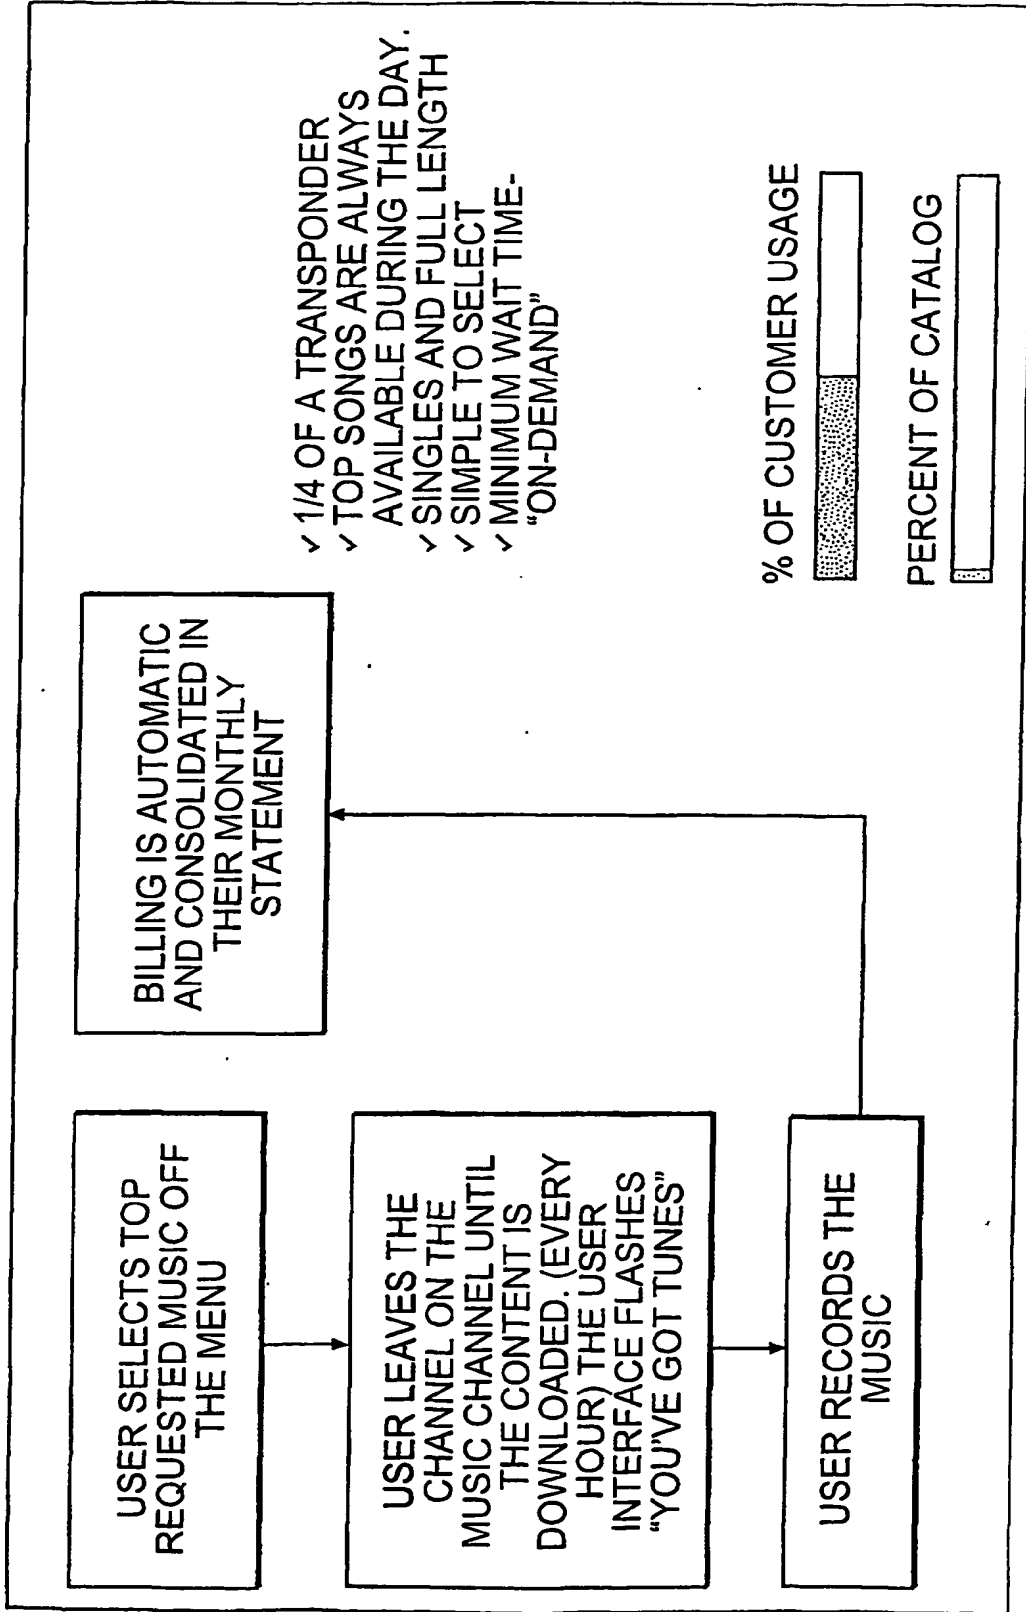 USER SELECTS TOP
REQUESTED MUSIC OFF
THE MENU
USER LEAVES THE
CHANNEL ON THE
MUSIC CHANNEL UNTIL
THE CONTENT IS
DOWNLOADED. (EVERY
HOUR) THE USER
INTERFACE FLASHES
“YOU’VE GOT TUNES”
USER RECORDS THE
MUSIC
BILLING IS AUTOMATIC
AND CONSOLIDATED IN
THEIR MONTHLY
STATEMENT
✓ 1/4 OF A TRANSPONDER
✓ TOP SONGS ARE ALWAYS
AVAILABLE DURING THE DAY.
✓ SINGLES AND FULL LENGTH
✓ SIMPLE TO SELECT
✓ MINIMUM WAIT TIME-
“ON-DEMAND”
% OF CUSTOMER USAGE
PERCENT OF CATALOG